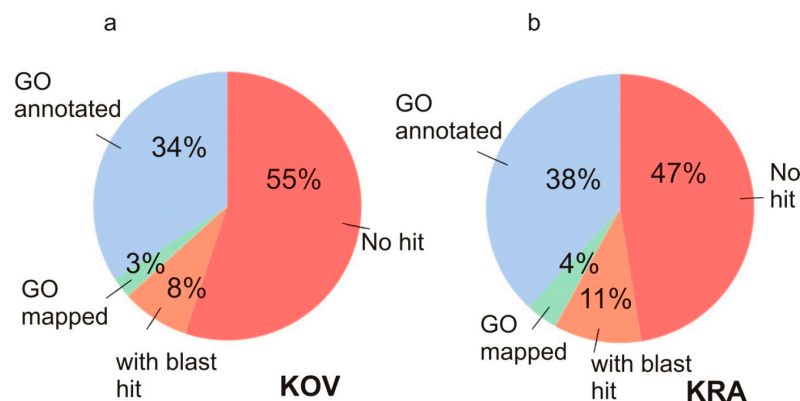 a
GO
annotated
34%
55%
No hit
3%
8%
GO
mapped
with blast
hit
KOV
b
GO
annotated
38%
47%
No
hit
4%
11%
GO
mapped
with blast
hit
KRA